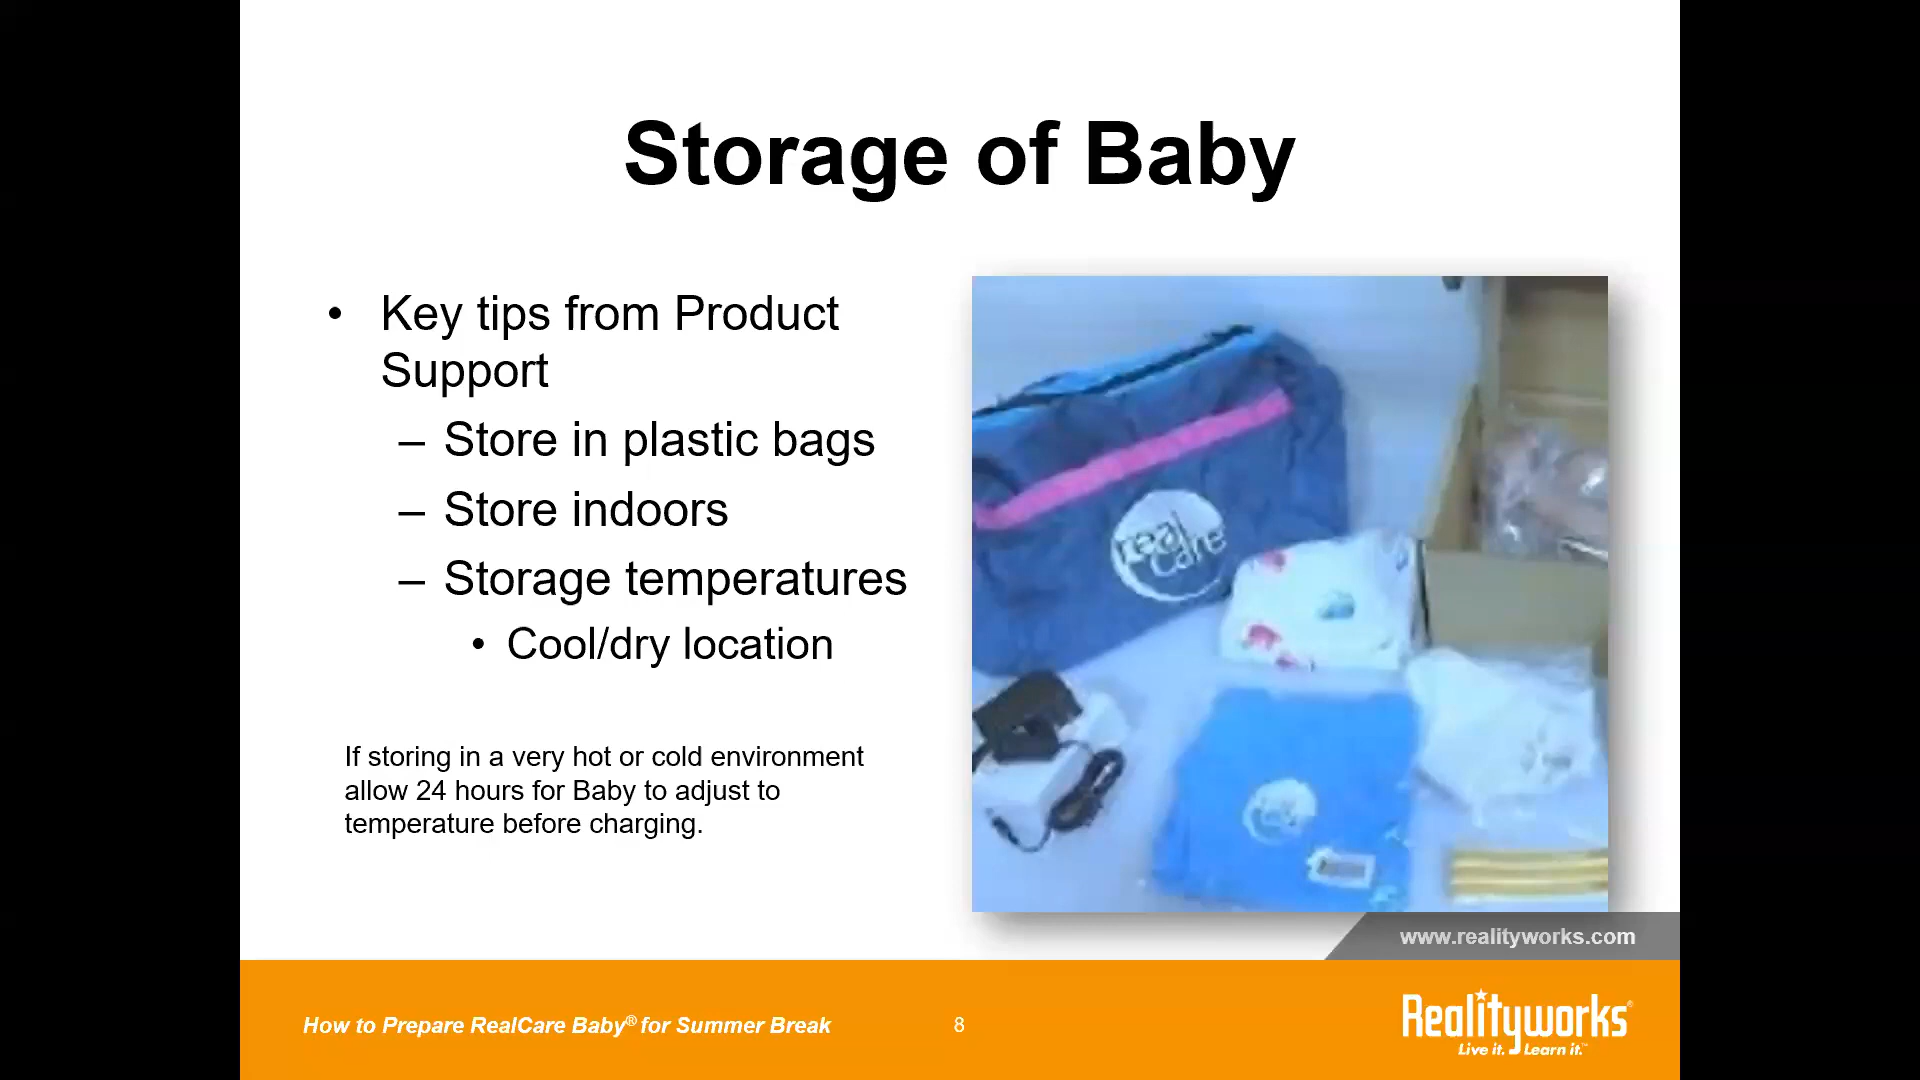 Storage of Baby
• Key tips from Product
Support
– Store in plastic bags
– Store indoors
– Storage temperatures
• Cool/dry location
If storing in a very hot or cold environment
allow 24 hours for Baby to adjust to
temperature before charging.
real
care
www.realityworks.com
How to Prepare RealCare Baby® for Summer Break
8
Realityworks®
Live it. Learn it.™